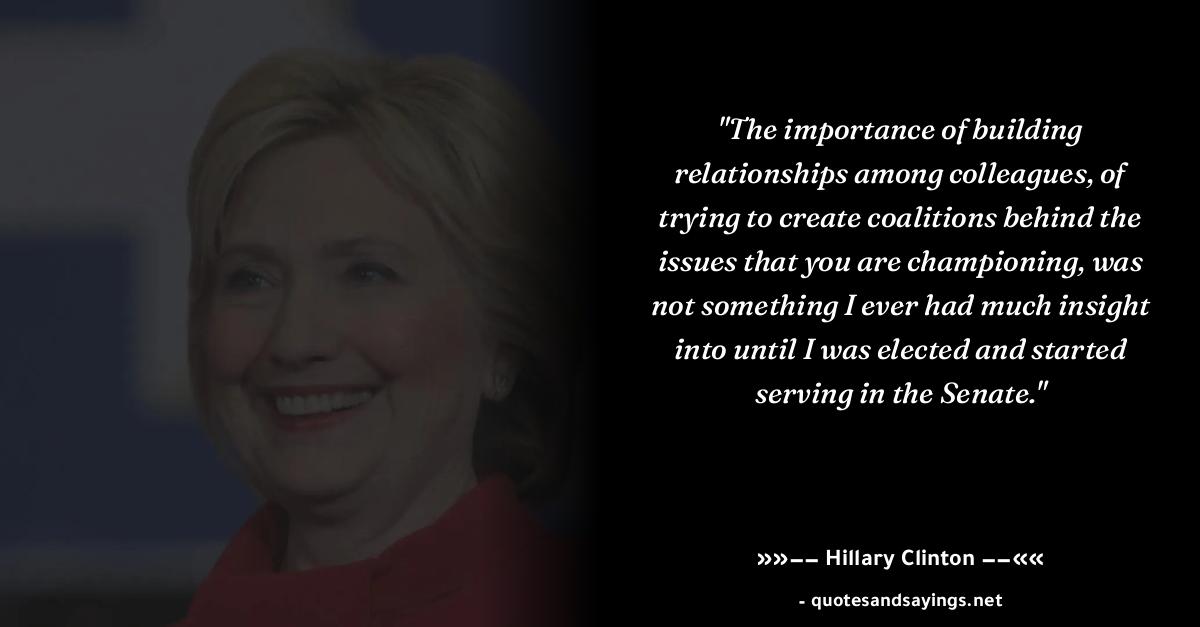 "The importance of building
relationships among colleagues, of
trying to create coalitions behind the
issues that you are championing, was
not something I ever had much insight
into until I was elected and started
serving in the Senate."
»»–– Hillary Clinton ––««
- quotesandsayings.net